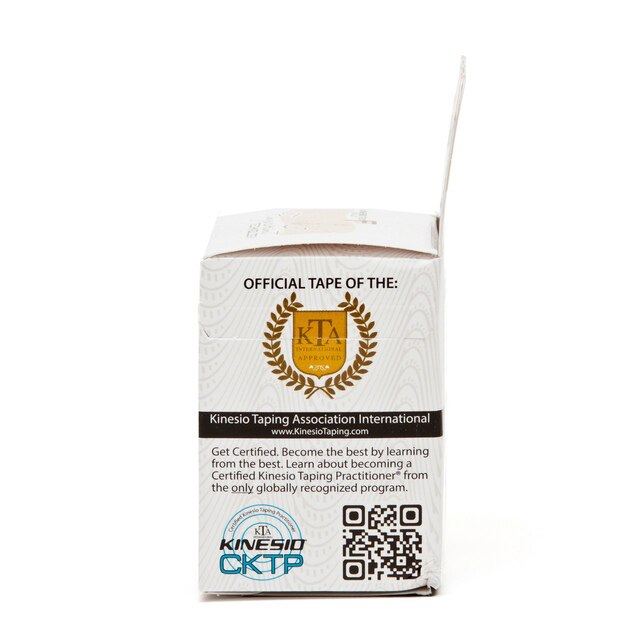 OFFICIAL TAPE OF THE:
KTA
INTERNATIONAL
APPROVED
Kinesio Taping Association International
www.KinesioTaping.com
Get Certified. Become the best by learning
from the best. Learn about becoming a
Certified Kinesio Taping Practitioner® from
the only globally recognized program.
Certified Kinesio Taping Practitioner
KTA
KINESIO
CKTP